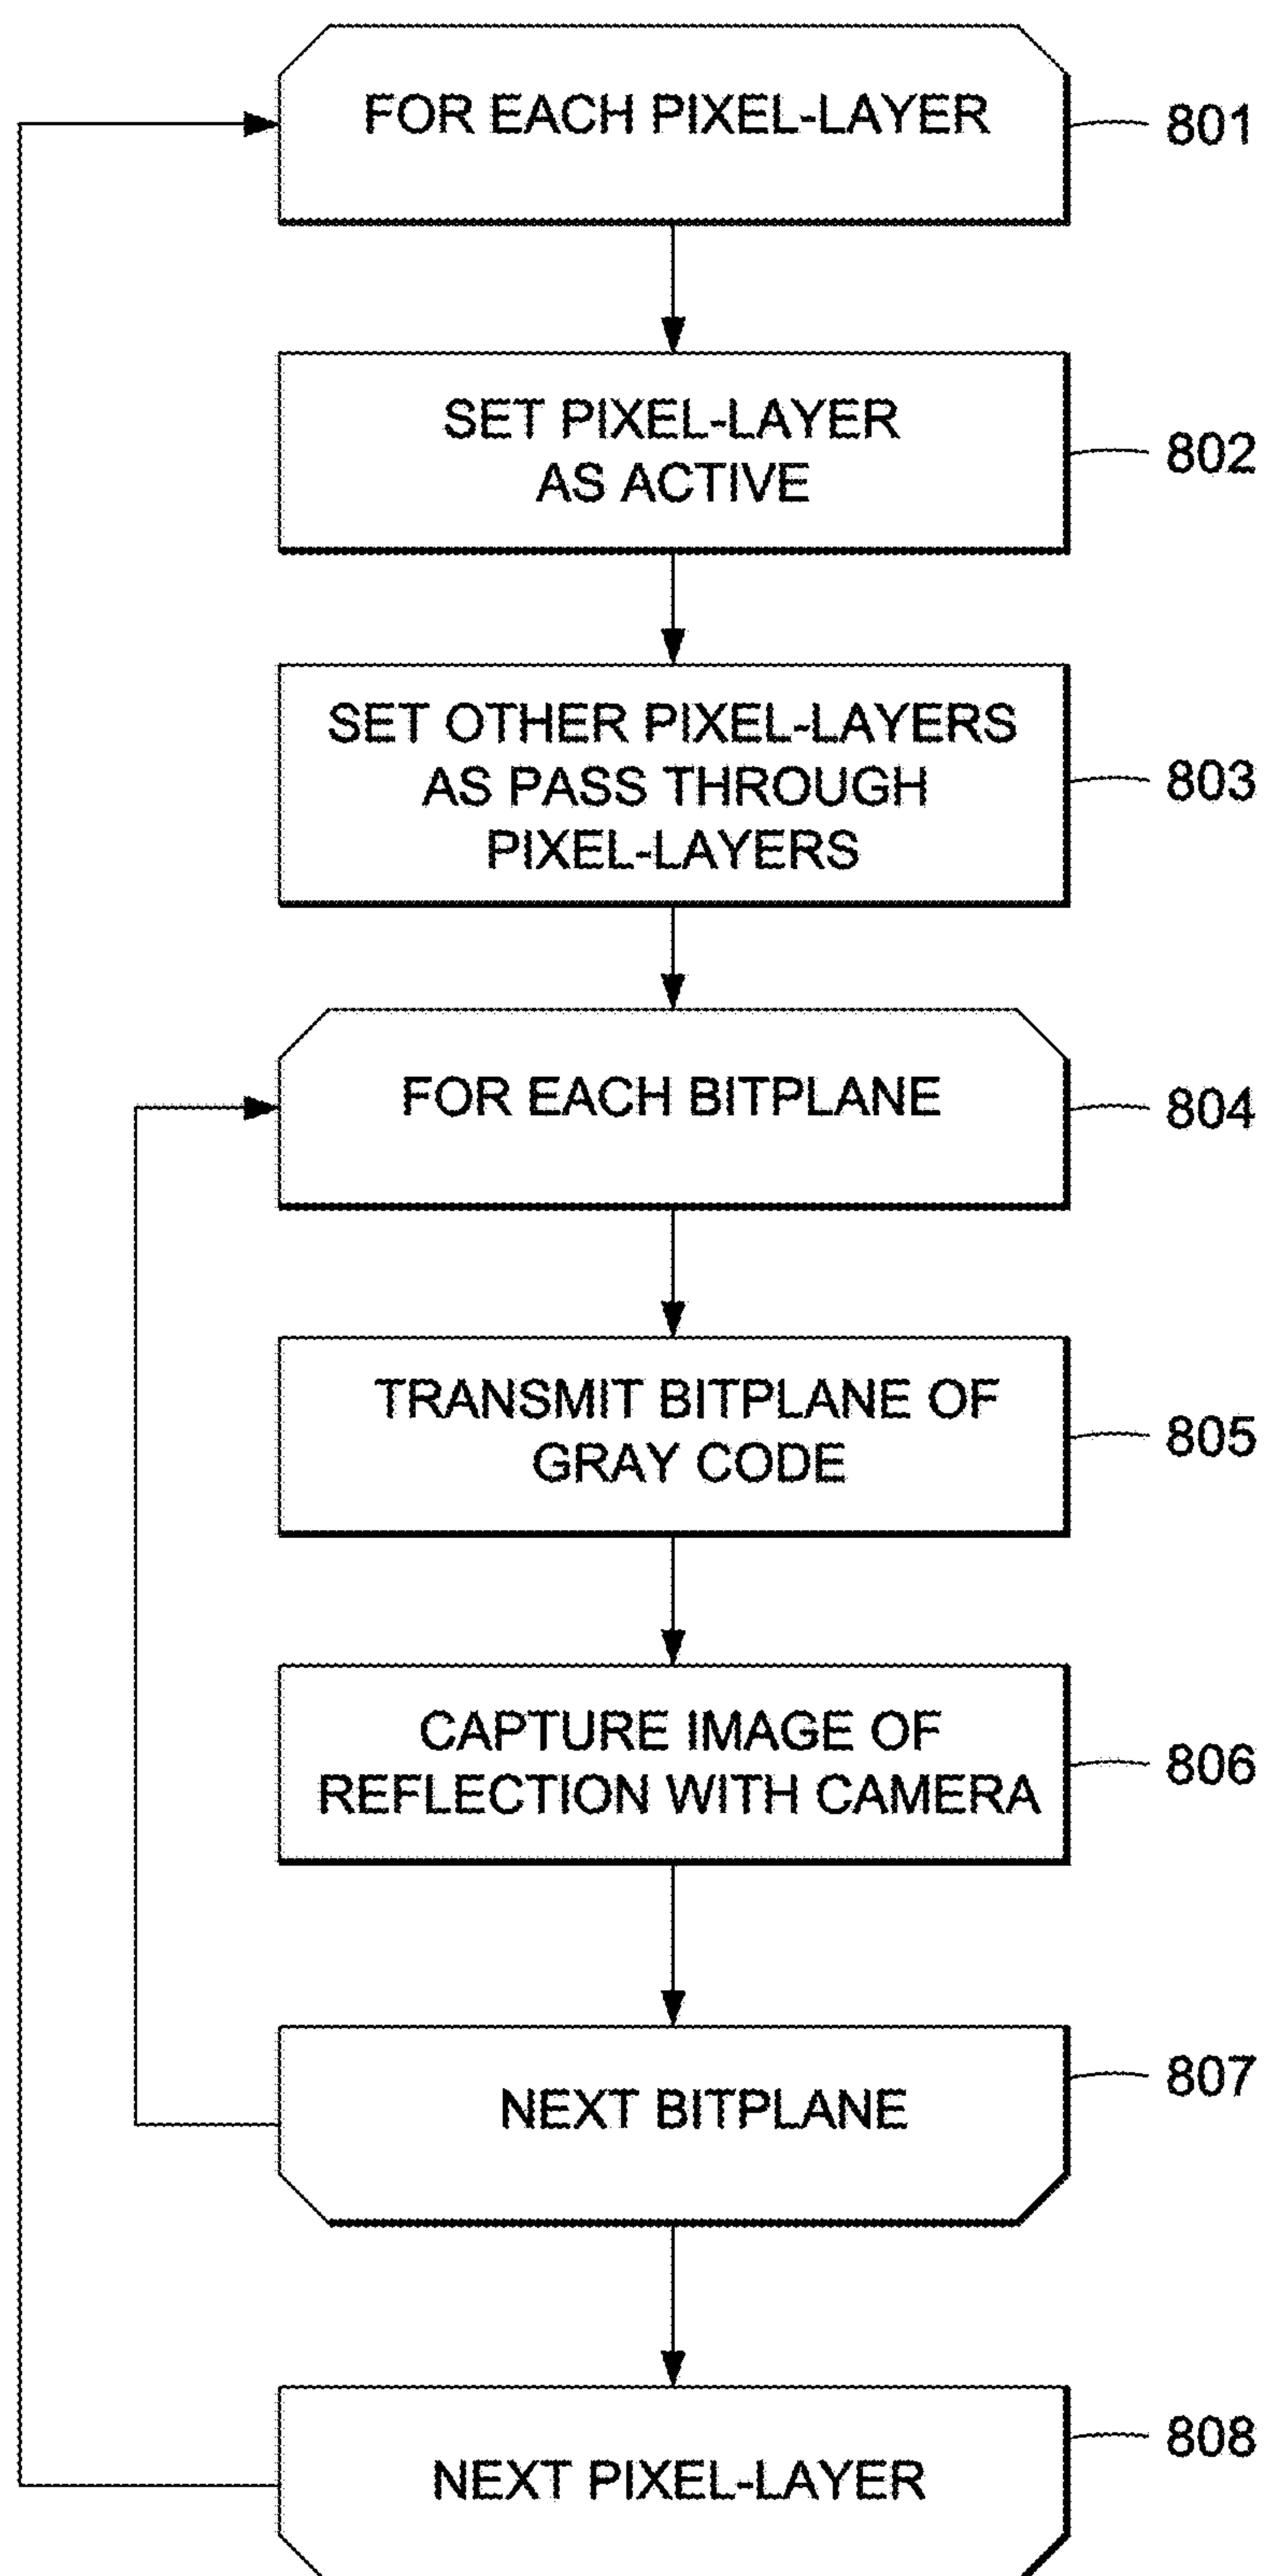 FOR EACH PIXEL-LAYER
801
SET PIXEL-LAYER
AS ACTIVE
802
SET OTHER PIXEL-LAYERS
AS PASS THROUGH
PIXEL-LAYERS
803
FOR EACH BITPLANE
804
TRANSMIT BITPLANE OF
GRAY CODE
805
CAPTURE IMAGE OF
REFLECTION WITH CAMERA
806
NEXT BITPLANE
807
NEXT PIXEL-LAYER
808